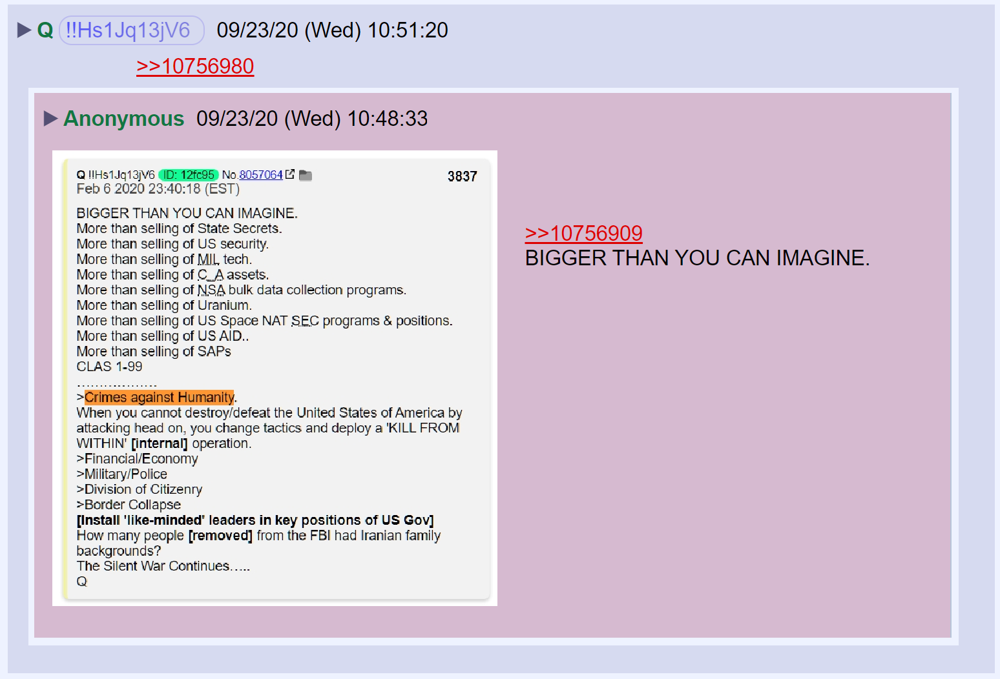 Q !!Hs1Jq13jV6 09/23/20 (Wed) 10:51:20
>>10756980
Anonymous 09/23/20 (Wed) 10:48:33
Q !!Hs1Jq13jV6 ID: 12fc95 No.8057064 3837
Feb 6 2020 23:40:18 (EST)
BIGGER THAN YOU CAN IMAGINE.
More than selling of State Secrets.
More than selling of US security.
More than selling of MIL tech.
More than selling of C_A assets.
More than selling of NSA bulk data collection programs.
More than selling of Uranium.
More than selling of US Space NAT SEC programs & positions.
More than selling of US AID..
More than selling of SAPs
CLAS 1-99
………………
>Crimes against Humanity.
When you cannot destroy/defeat the United States of America by
attacking head on, you change tactics and deploy a 'KILL FROM
WITHIN' [internal] operation.
>Financial/Economy
>Military/Police
>Division of Citizenry
>Border Collapse
[Install 'like-minded' leaders in key positions of US Gov]
How many people [removed] from the FBI had Iranian family
backgrounds?
The Silent War Continues…..
Q
>>10756909
BIGGER THAN YOU CAN IMAGINE.